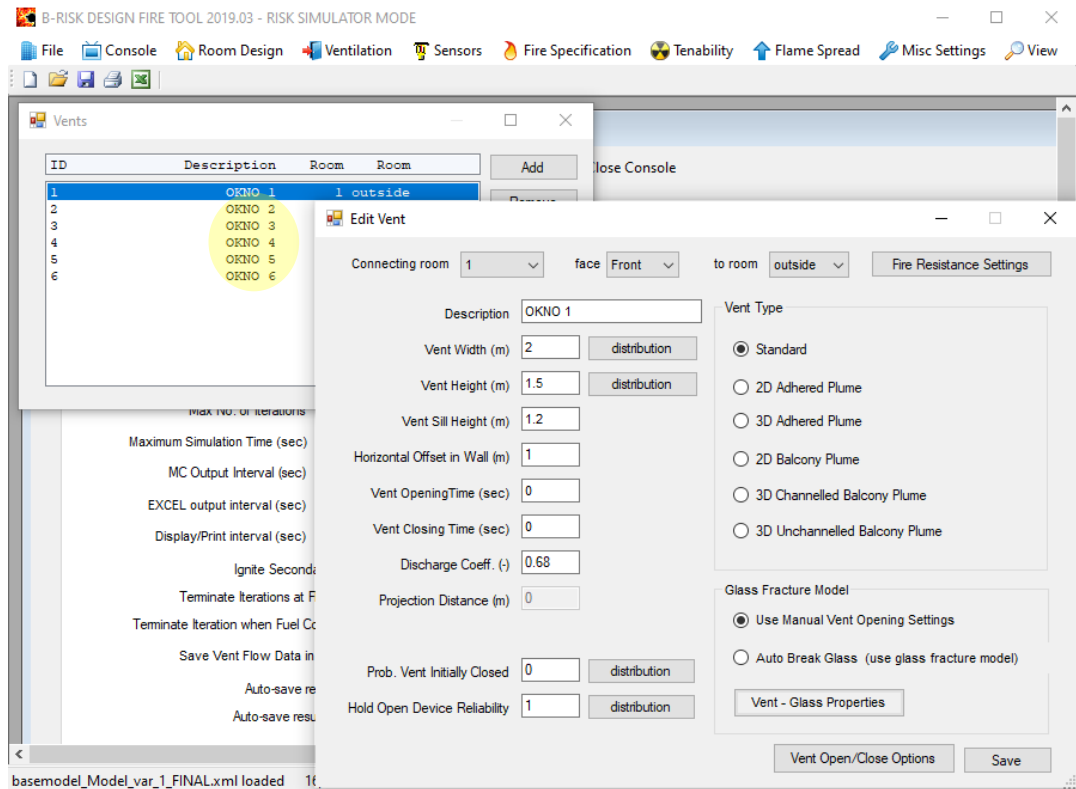 B-RISK DESIGN FIRE TOOL 2019.03 - RISK SIMULATOR MODE
File Console Room Design Ventilation Sensors Fire Specification Tenability Flame Spread Misc Settings View
Vents
ID Description Room Room
Add
1 OKNO 1 1 outside
2 OKNO 2
3 OKNO 3
4 OKNO 4
5 OKNO 5
6 OKNO 6
Close Console
Edit Vent
Connecting room 1 face Front to room outside Fire Resistance Settings
Description OKNO 1
Vent Width (m) 2 distribution
Vent Height (m) 1.5 distribution
Vent Sill Height (m) 1.2
Horizontal Offset in Wall (m) 1
Vent OpeningTime (sec) 0
Vent Closing Time (sec) 0
Discharge Coeff. (-) 0.68
Projection Distance (m) 0
Prob. Vent Initially Closed 0 distribution
Hold Open Device Reliability 1 distribution
Vent Type
Standard
2D Adhered Plume
3D Adhered Plume
2D Balcony Plume
3D Channelled Balcony Plume
3D Unchannelled Balcony Plume
Glass Fracture Model
Use Manual Vent Opening Settings
Auto Break Glass (use glass fracture model)
Vent - Glass Properties
Vent Open/Close Options Save
Max No. of Iterations
Maximum Simulation Time (sec)
MC Output Interval (sec)
EXCEL output interval (sec)
Display/Print interval (sec)
Ignite
Terminate Iterations at
Terminate Iteration when Fuel
Save Vent Flow Data in
Auto-save
Auto-save
basemodel_Model_var_1_FINAL.xml loaded